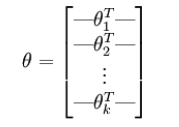 θ = [ —θ₁ᵀ—
—θ₂ᵀ—
⋮
—θₖᵀ— ]